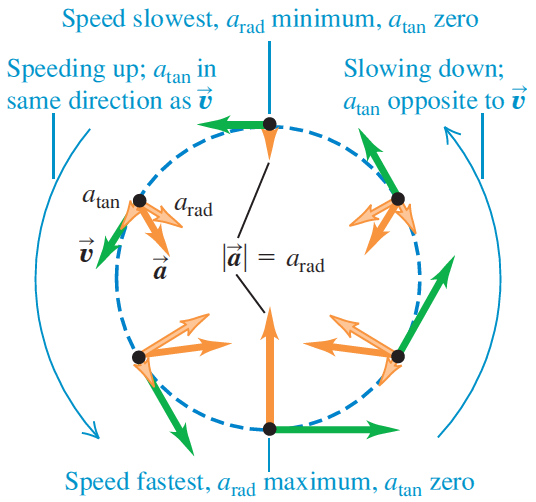 Speed slowest, a_rad minimum, a_tan zero
Speeding up; a_tan in
same direction as v⃗
Slowing down;
a_tan opposite to v⃗
a_tan
a_rad
v⃗
a⃗
|a⃗| = a_rad
Speed fastest, a_rad maximum, a_tan zero